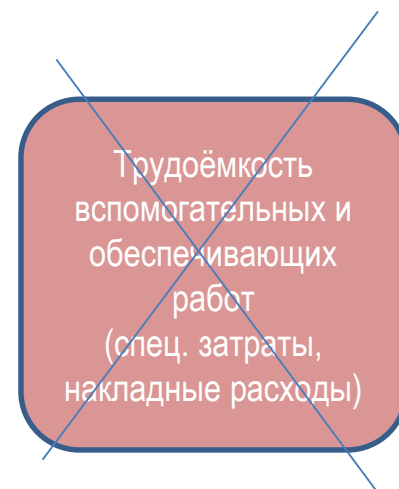 Трудоёмкость
вспомогательных и
обеспечивающих
работ
(спец. затраты,
накладные расходы)